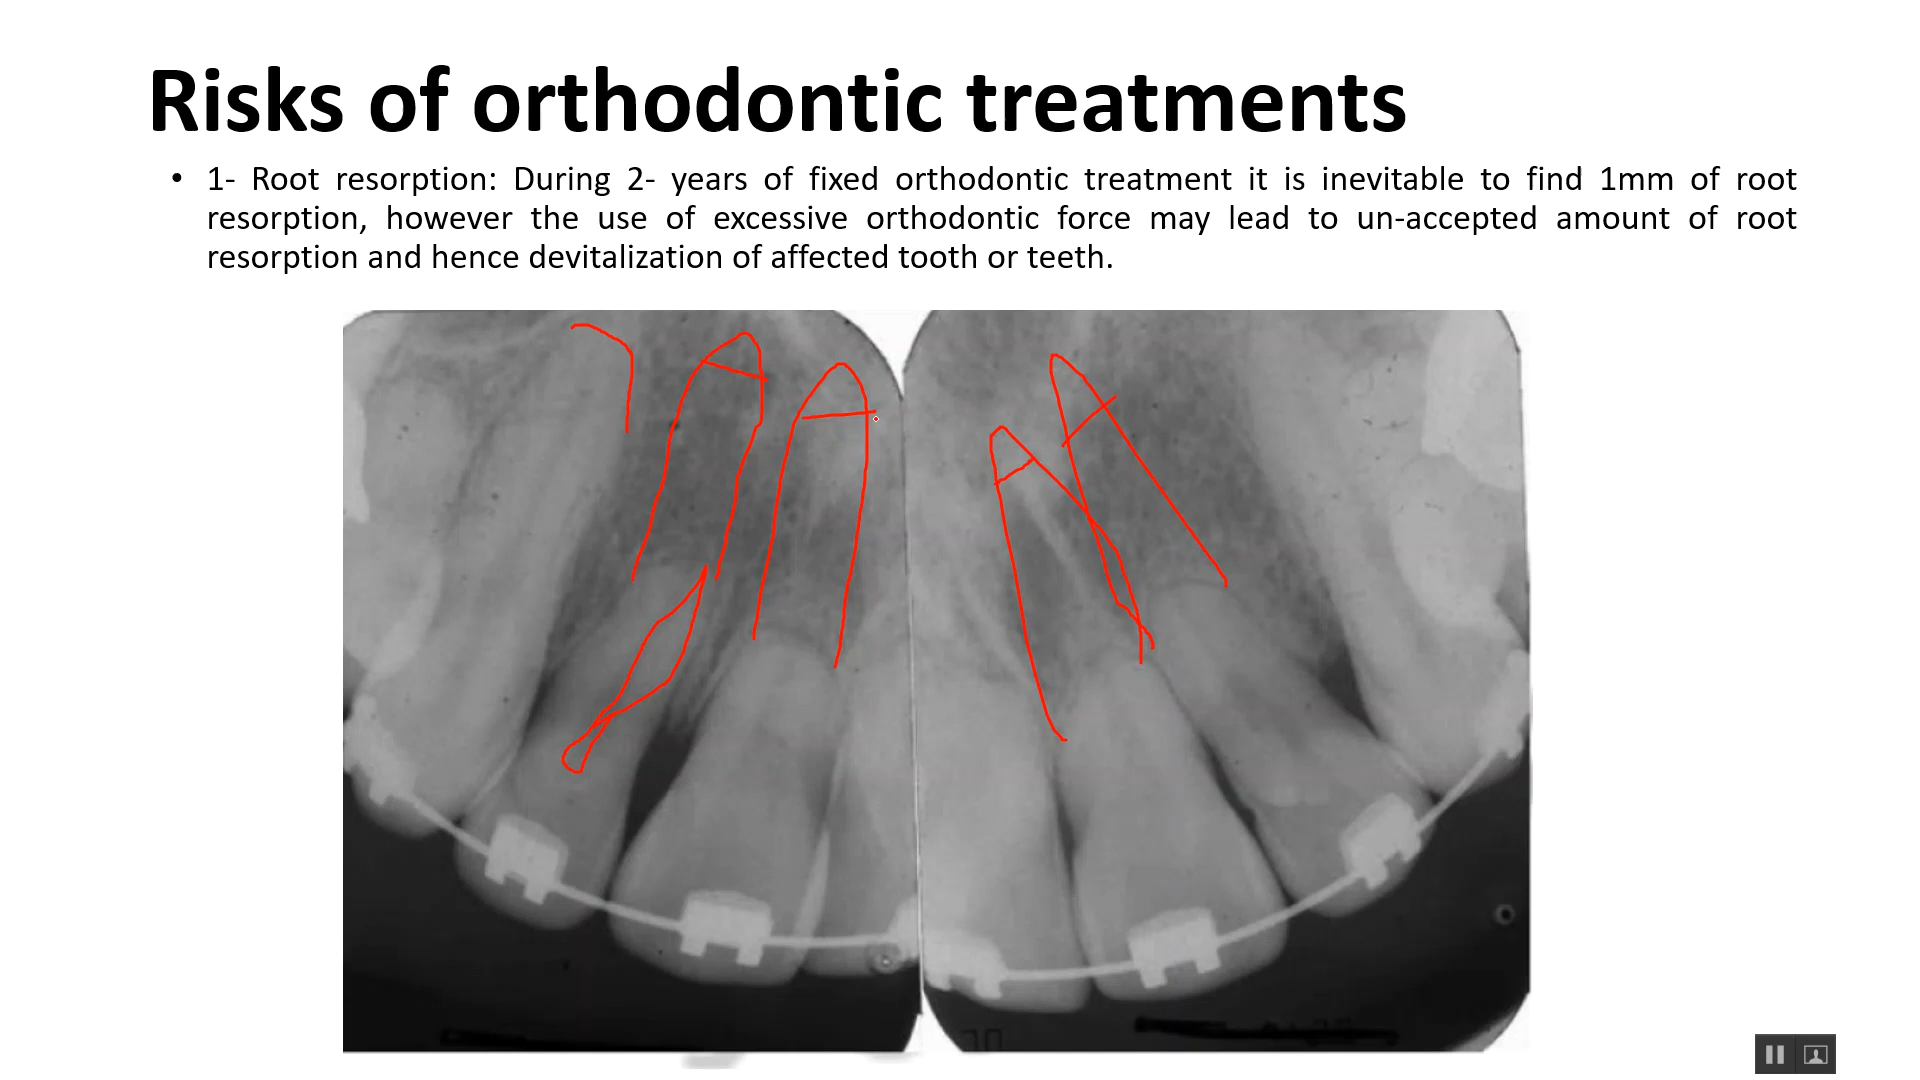 Risks of orthodontic treatments
• 1- Root resorption: During 2- years of fixed orthodontic treatment it is inevitable to find 1mm of root
resorption, however the use of excessive orthodontic force may lead to un-accepted amount of root
resorption and hence devitalization of affected tooth or teeth.